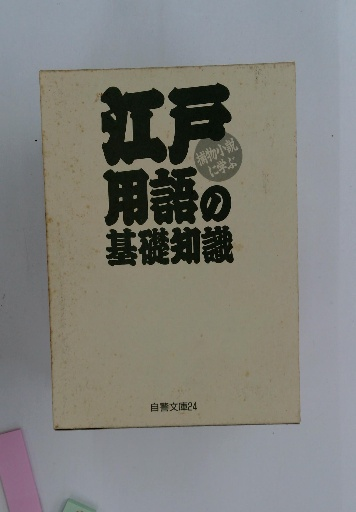 江戸
捕物小説
に学ぶ
用語の
基礎知識
自警文庫24